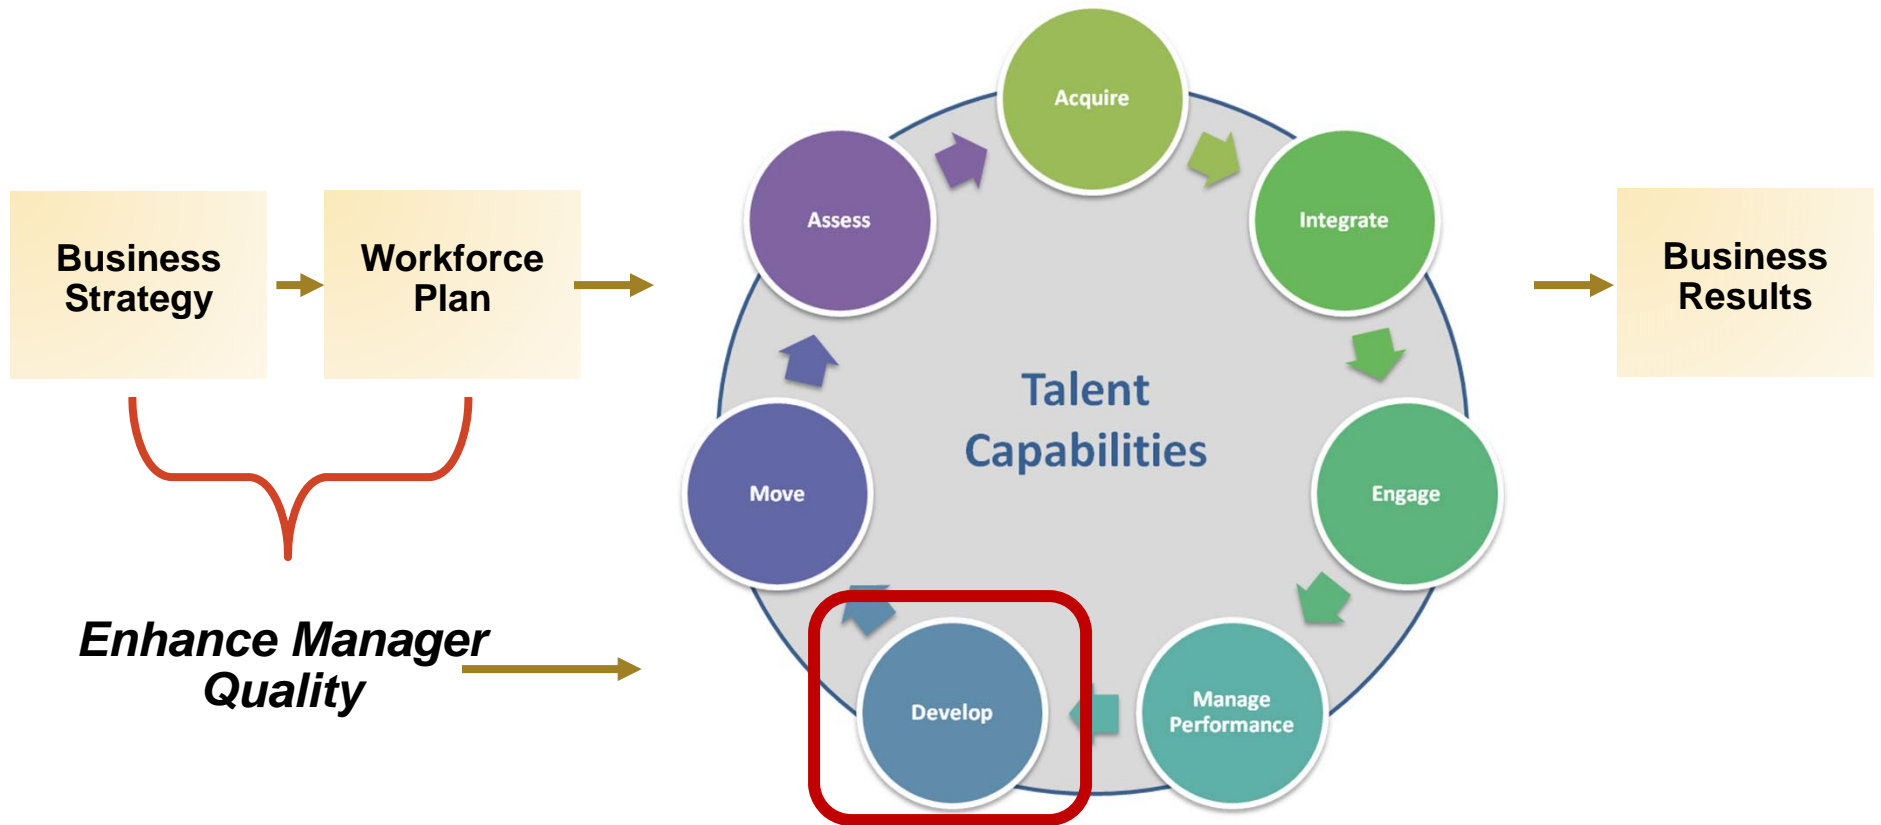 Business
Strategy
Workforce
Plan
Enhance Manager
Quality
Acquire
Integrate
Engage
Manage
Performance
Develop
Move
Assess
Talent
Capabilities
Business
Results